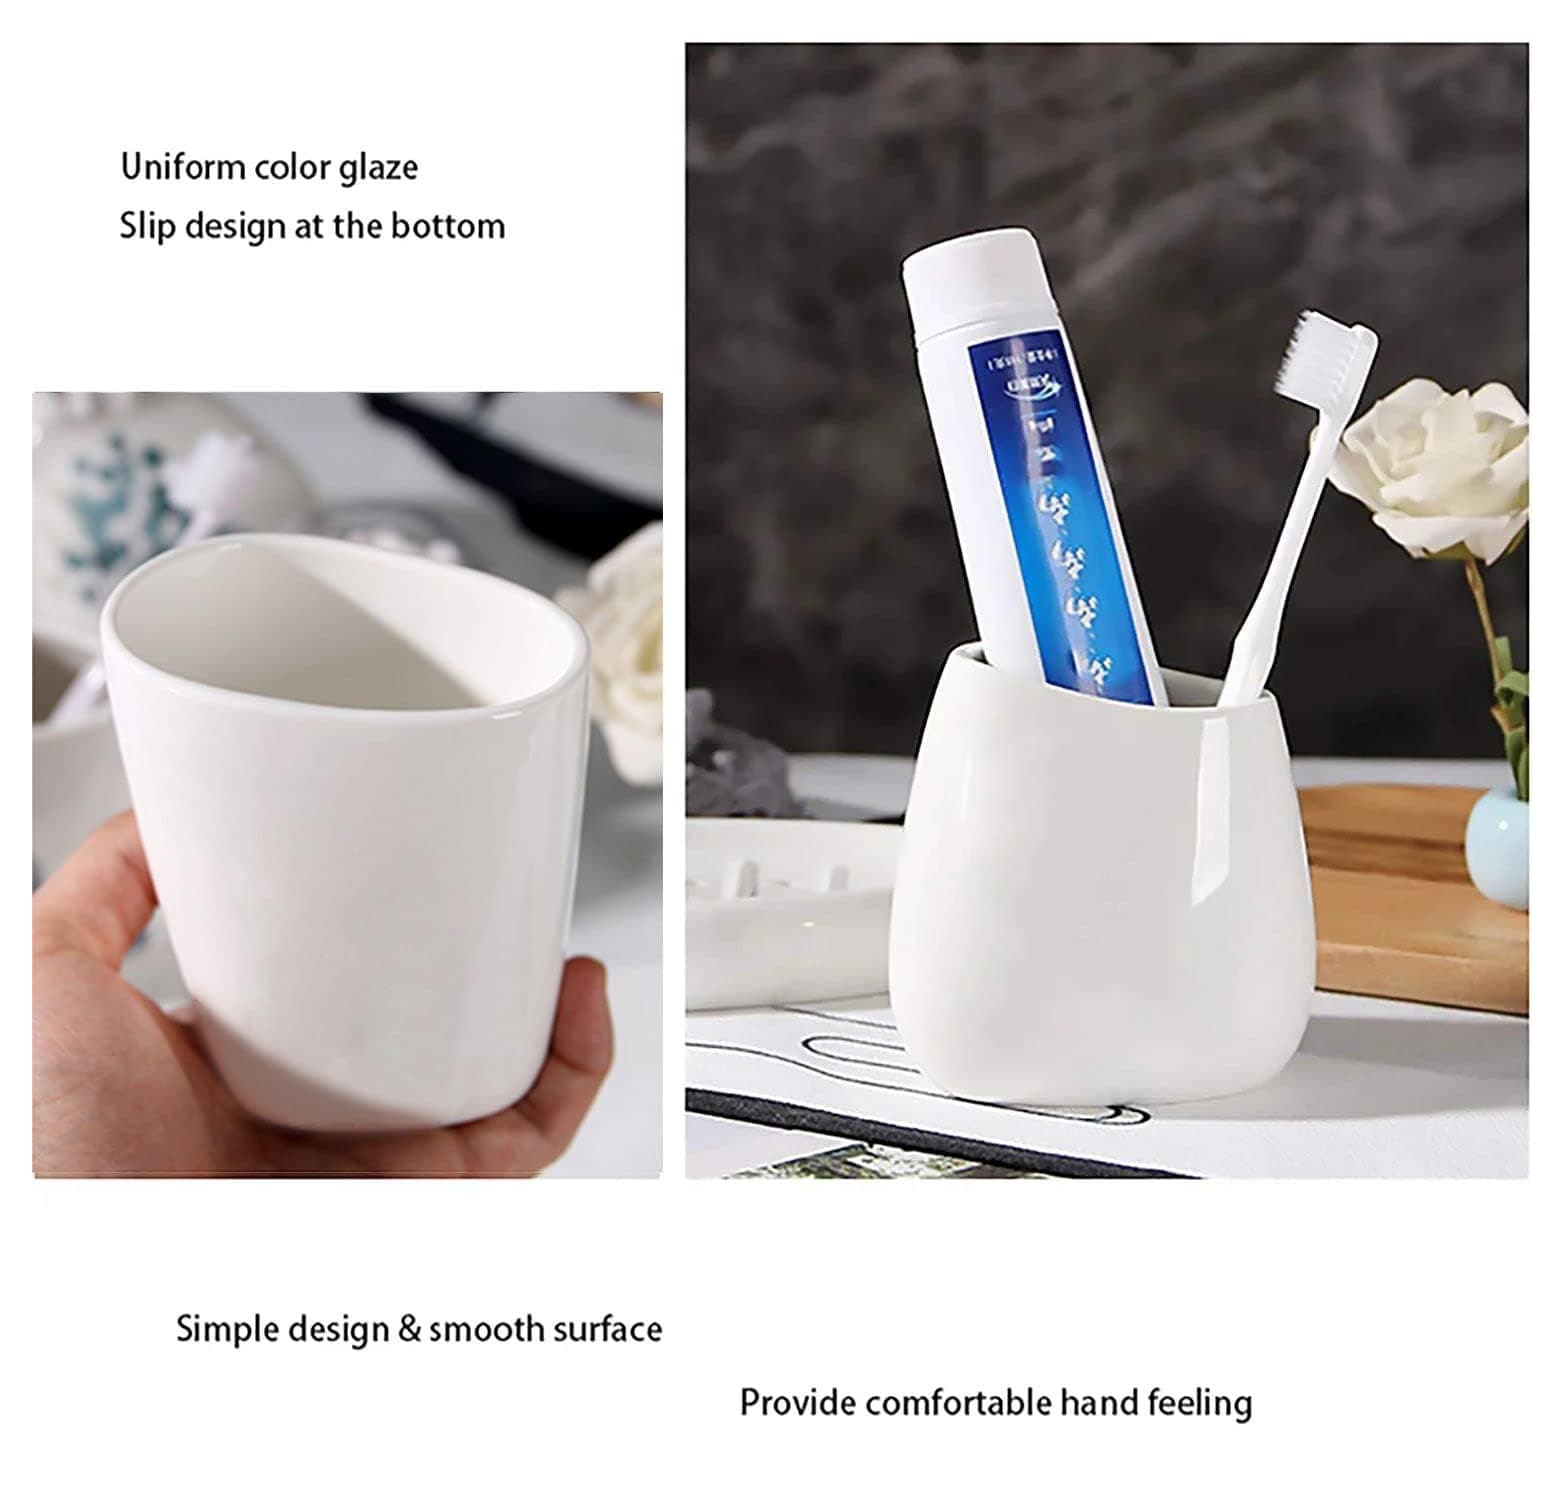 Uniform color glaze
Slip design at the bottom
Simple design & smooth surface
Provide comfortable hand feeling